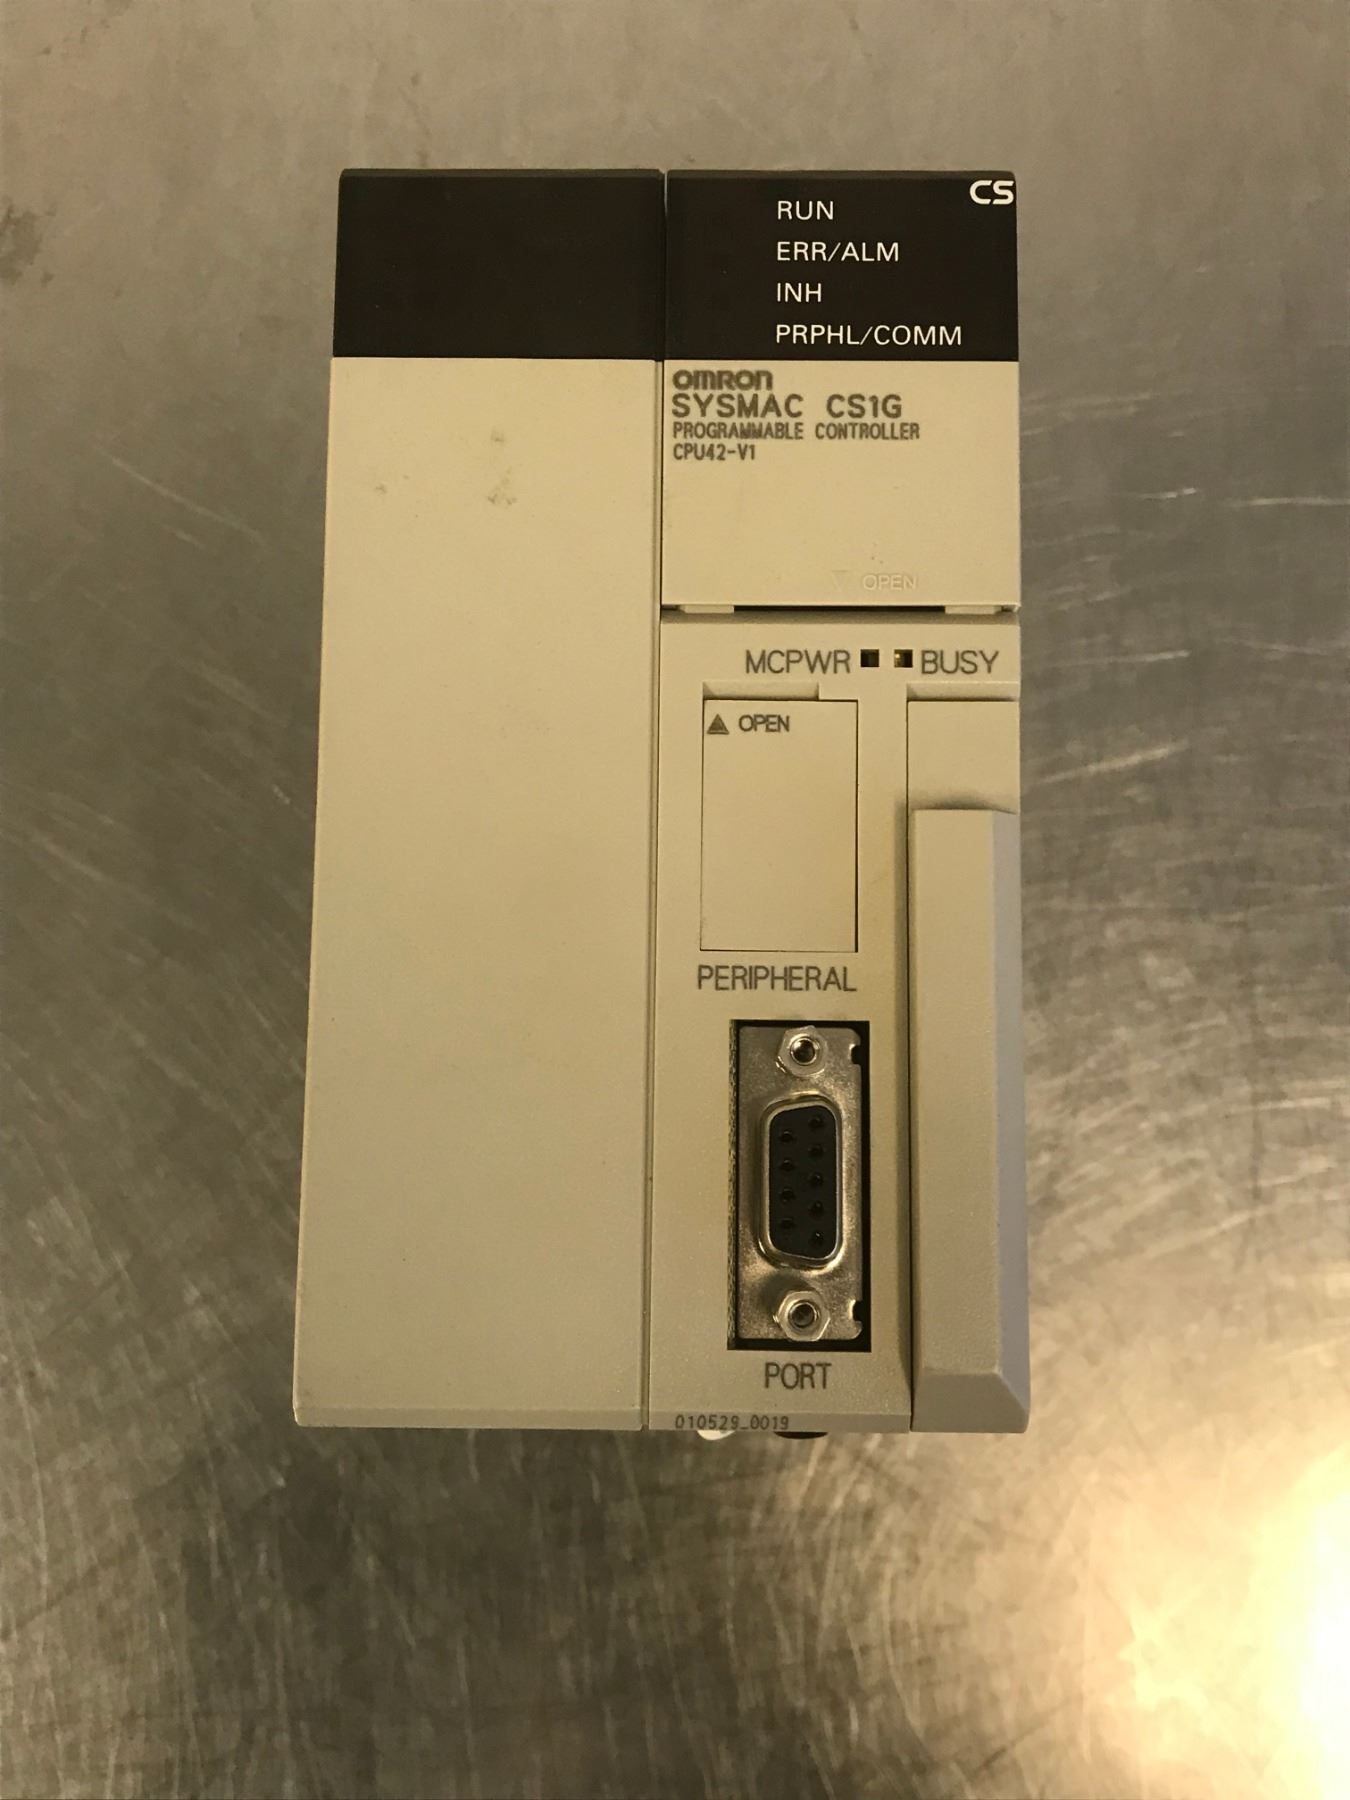 CS
RUN
ERR/ALM
INH
PRPHL/COMM
OMRON
SYSMAC CS1G
PROGRAMMABLE CONTROLLER
CPU42-V1
OPEN
MCPWR BUSY
OPEN
PERIPHERAL
PORT
010529_0019